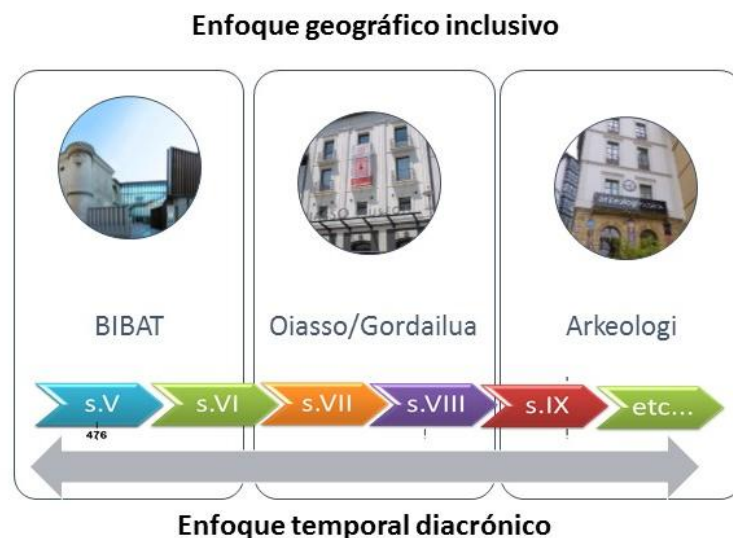 Enfoque geográfico inclusivo
BIBAT
Oiasso/Gordailua
Arkeologi
s.V
s.VI
s.VII
s.VIII
s.IX
etc...
476
Enfoque temporal diacrónico